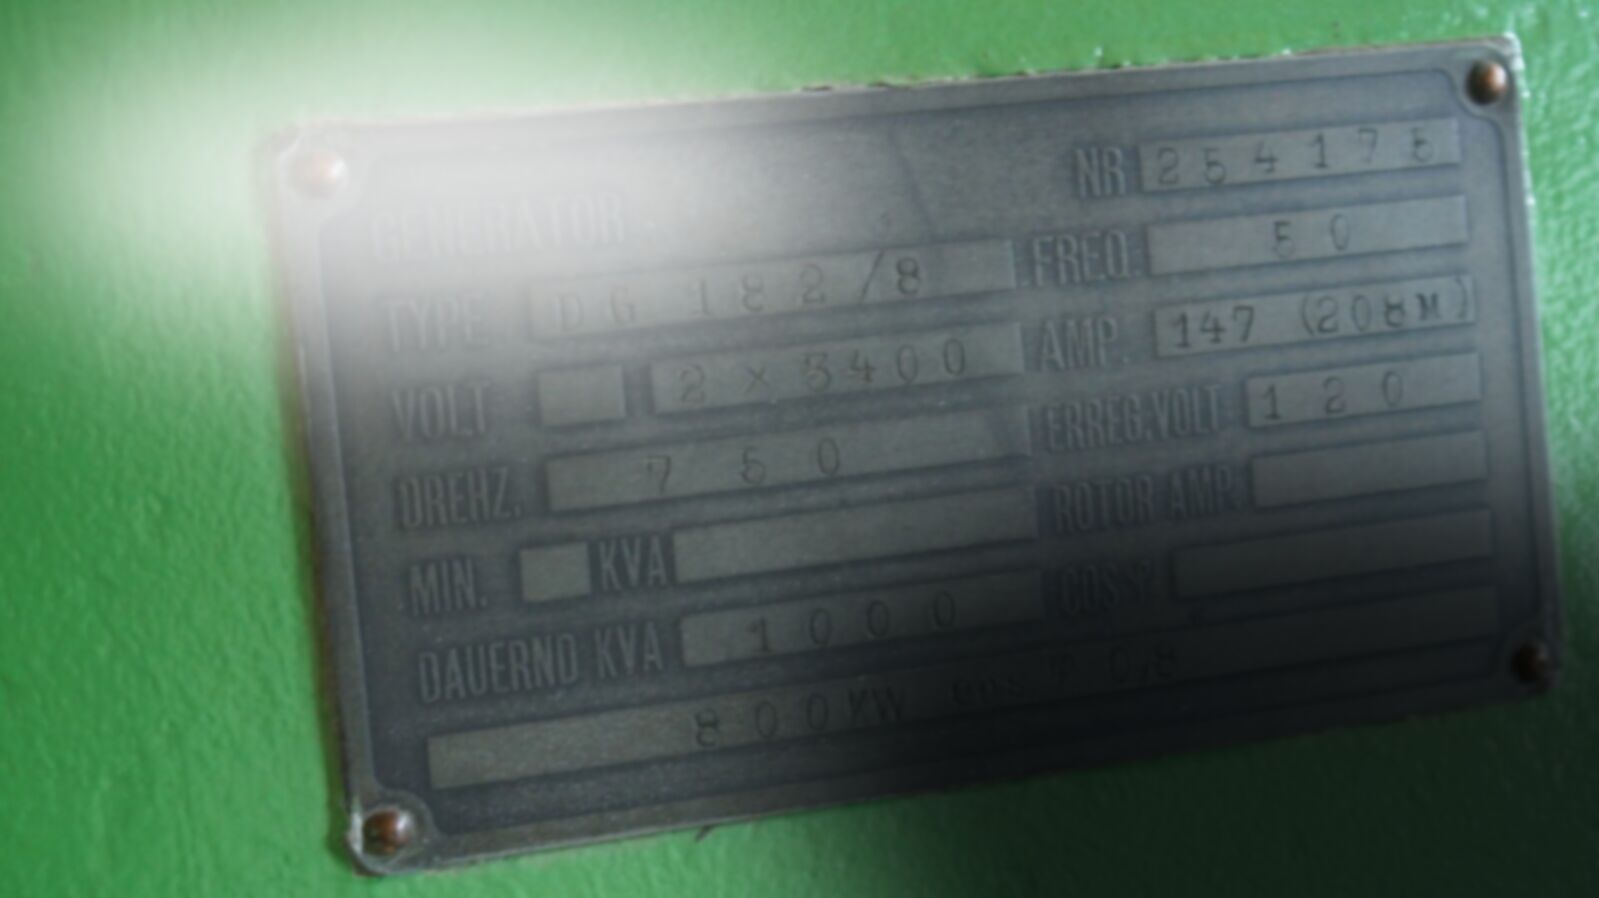 GENERATOR
NR 254175
TYPE DG 182/8 FREQ. 50
VOLT 2 x 3400 AMP. 147 (208M)
DREHZ. 750 ERREG.VOLT 120
MIN. KVA ROTOR AMP.
DAUERND KVA 1000 COS φ
800KW cos φ 0,8